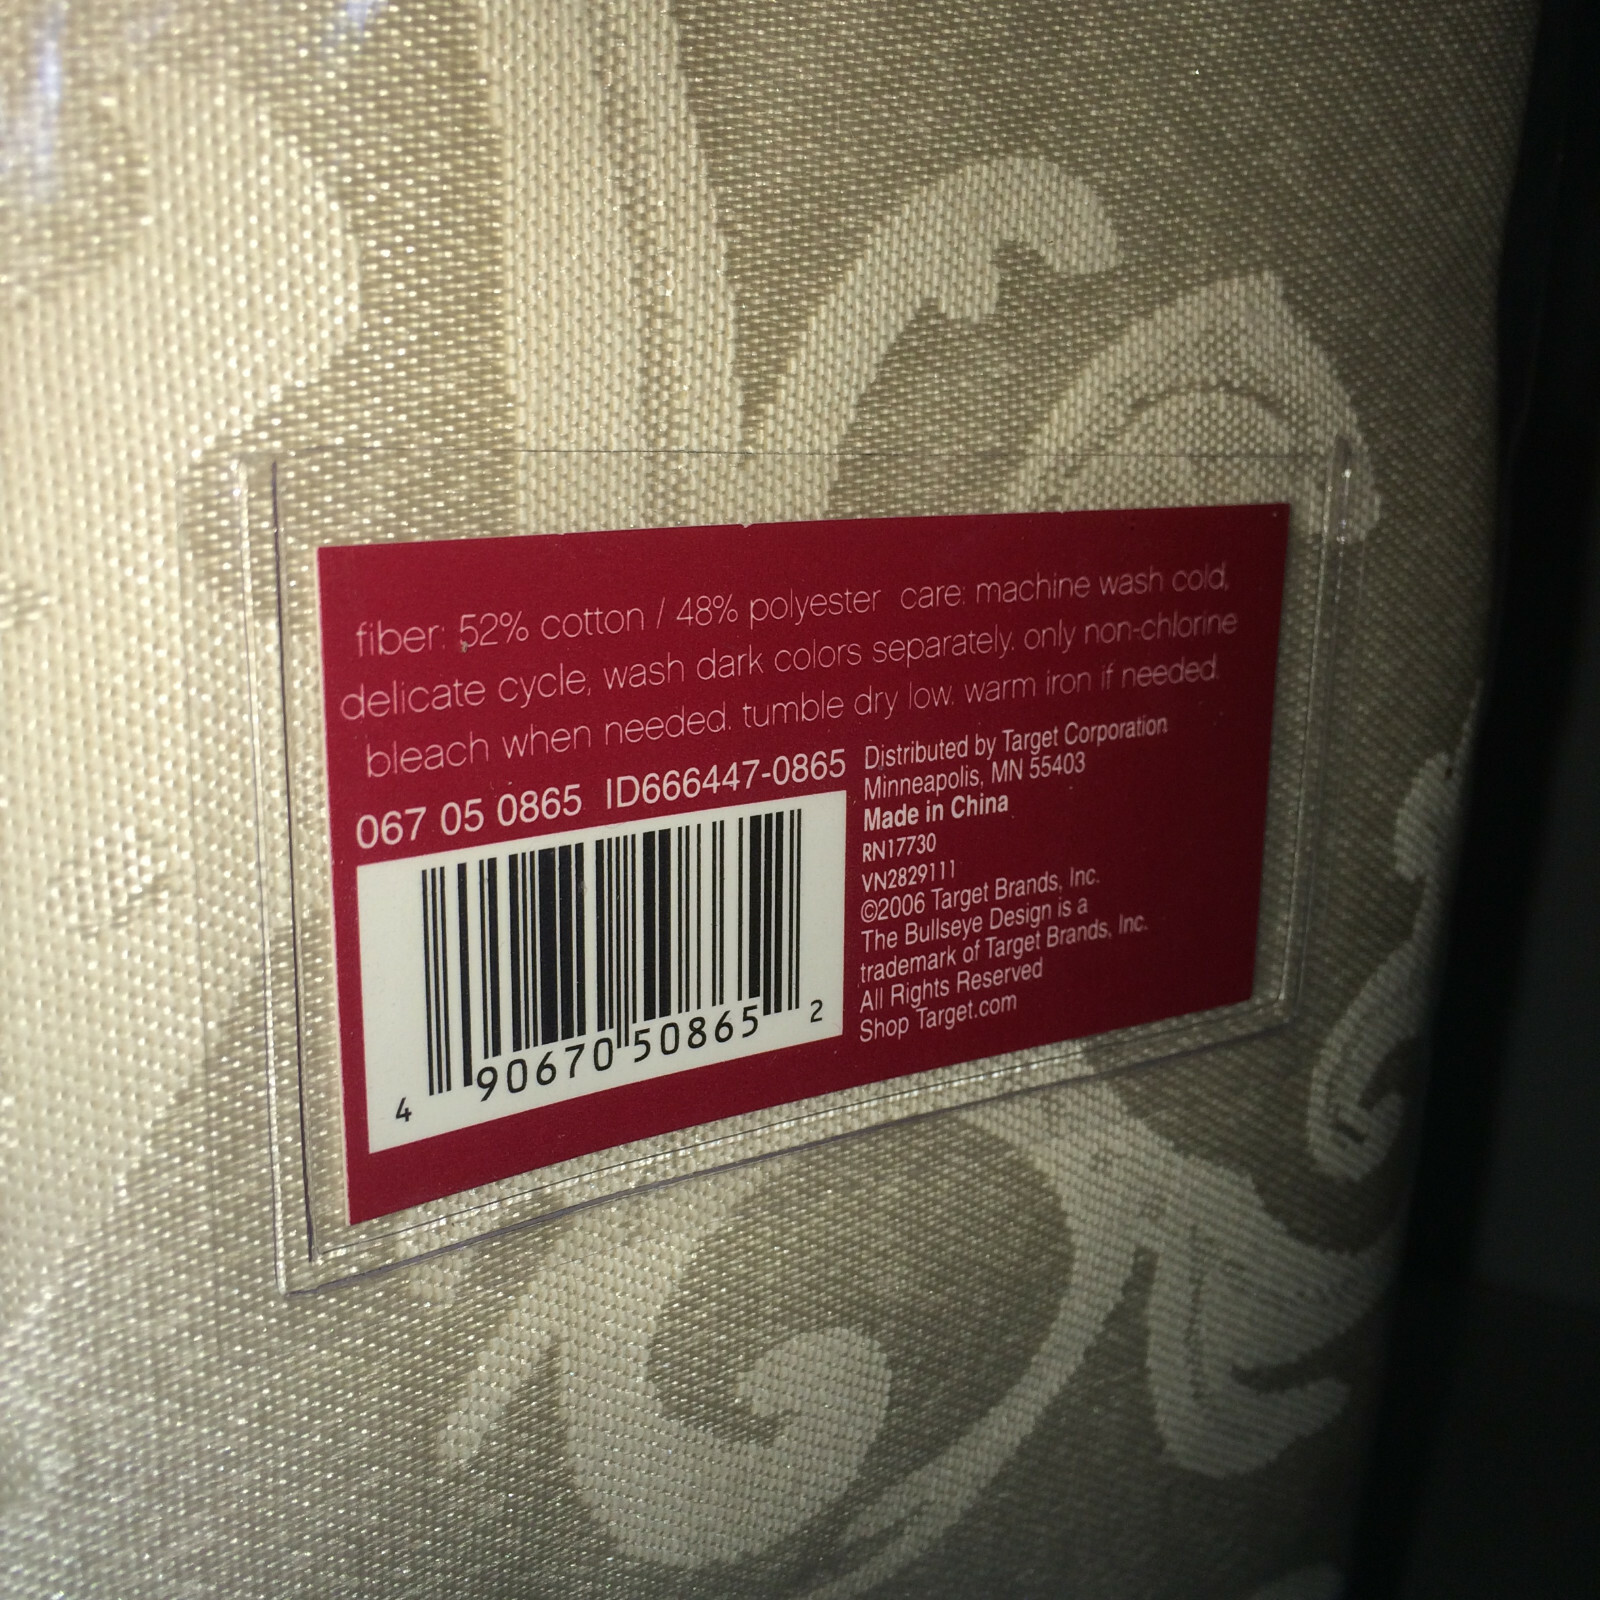 fiber: 52% cotton / 48% polyester care: machine wash cold,
delicate cycle, wash dark colors separately. only non-chlorine
bleach when needed. tumble dry low. warm iron if needed.
067 05 0865 ID666447-0865
4 90670 50865 2
Distributed by Target Corporation
Minneapolis, MN 55403
Made in China
RN17730
VN2829111
©2006 Target Brands, Inc.
The Bullseye Design is a
trademark of Target Brands, Inc.
All Rights Reserved
Shop Target.com